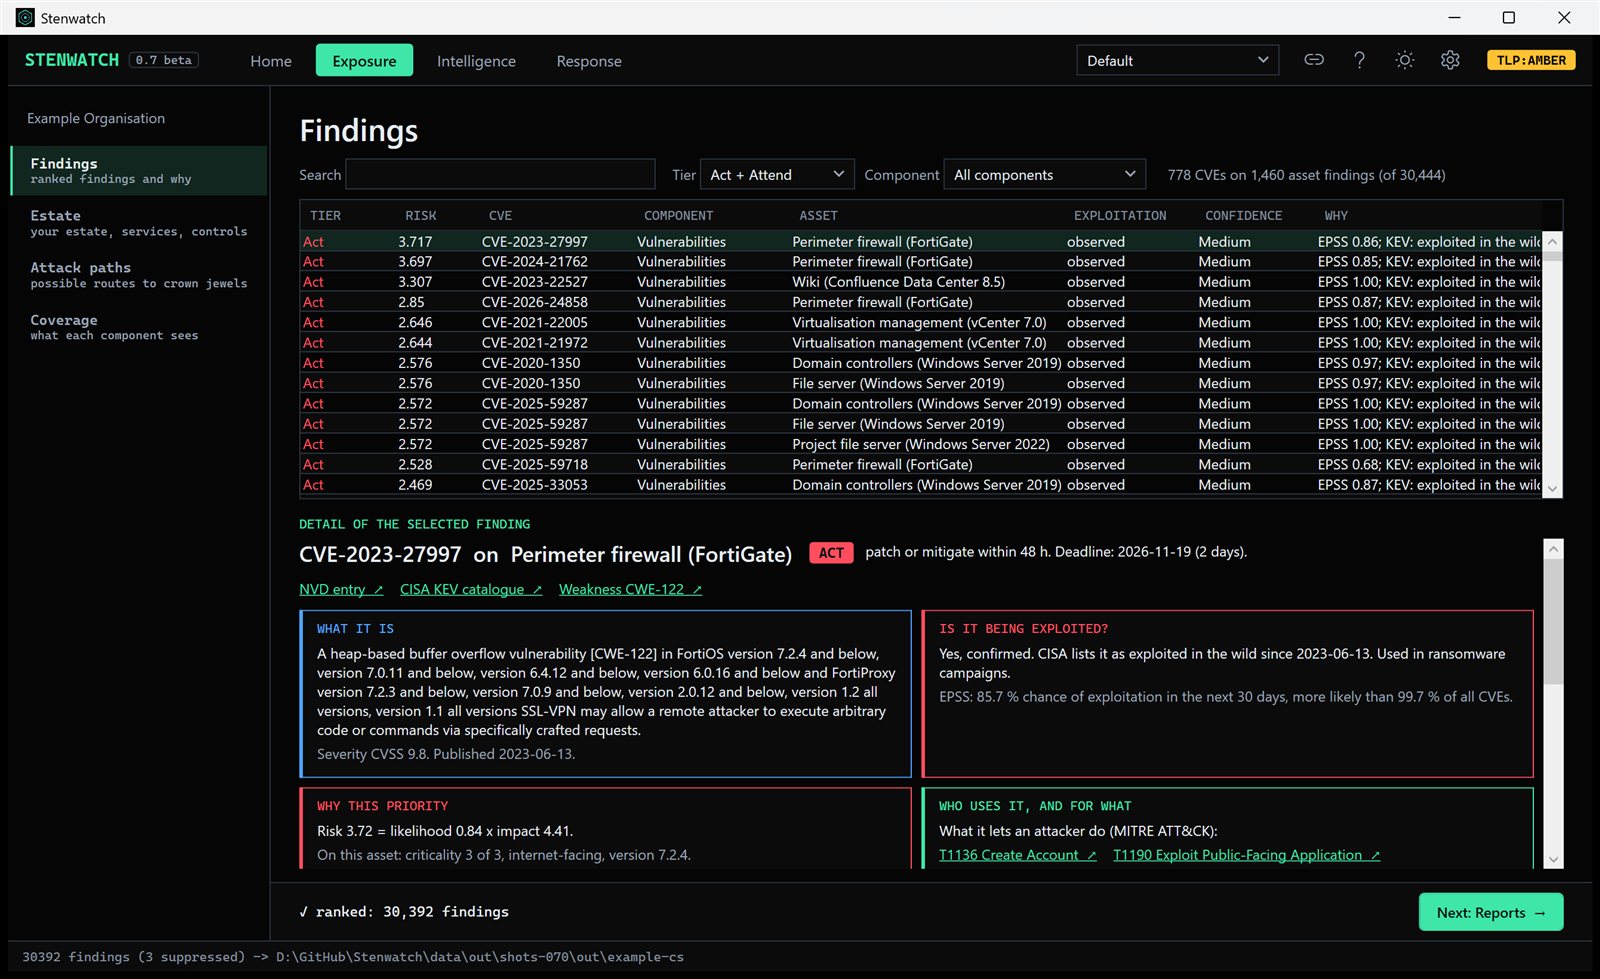 Stenwatch
STENWATCH 0.7 beta Home Exposure Intelligence Response Default ? TLP:AMBER
Example Organisation
Findings
ranked findings and why
Estate
your estate, services, controls
Attack paths
possible routes to crown jewels
Coverage
what each component sees
Findings
Search Tier Act + Attend Component All components 778 CVEs on 1,460 asset findings (of 30,444)
TIER RISK CVE COMPONENT ASSET EXPLOITATION CONFIDENCE WHY
Act 3.717 CVE-2023-27997 Vulnerabilities Perimeter firewall (FortiGate) observed Medium EPSS 0.86; KEV: exploited in the wild
Act 3.697 CVE-2024-21762 Vulnerabilities Perimeter firewall (FortiGate) observed Medium EPSS 0.85; KEV: exploited in the wild
Act 3.307 CVE-2023-22527 Vulnerabilities Wiki (Confluence Data Center 8.5) observed Medium EPSS 1.00; KEV: exploited in the wild
Act 2.85 CVE-2026-24858 Vulnerabilities Perimeter firewall (FortiGate) observed Medium EPSS 0.87; KEV: exploited in the wild
Act 2.646 CVE-2021-22005 Vulnerabilities Virtualisation management (vCenter 7.0) observed Medium EPSS 1.00; KEV: exploited in the wild
Act 2.644 CVE-2021-21972 Vulnerabilities Virtualisation management (vCenter 7.0) observed Medium EPSS 1.00; KEV: exploited in the wild
Act 2.576 CVE-2020-1350 Vulnerabilities Domain controllers (Windows Server 2019) observed Medium EPSS 0.97; KEV: exploited in the wild
Act 2.576 CVE-2020-1350 Vulnerabilities File server (Windows Server 2019) observed Medium EPSS 0.97; KEV: exploited in the wild
Act 2.572 CVE-2025-59287 Vulnerabilities Domain controllers (Windows Server 2019) observed Medium EPSS 1.00; KEV: exploited in the wild
Act 2.572 CVE-2025-59287 Vulnerabilities File server (Windows Server 2019) observed Medium EPSS 1.00; KEV: exploited in the wild
Act 2.572 CVE-2025-59287 Vulnerabilities Project file server (Windows Server 2022) observed Medium EPSS 1.00; KEV: exploited in the wild
Act 2.528 CVE-2025-59718 Vulnerabilities Perimeter firewall (FortiGate) observed Medium EPSS 0.68; KEV: exploited in the wild
Act 2.469 CVE-2025-33053 Vulnerabilities Domain controllers (Windows Server 2019) observed Medium EPSS 0.87; KEV: exploited in the wild
DETAIL OF THE SELECTED FINDING
CVE-2023-27997 on Perimeter firewall (FortiGate) ACT patch or mitigate within 48 h. Deadline: 2026-11-19 (2 days).
NVD entry ↗ CISA KEV catalogue ↗ Weakness CWE-122 ↗
WHAT IT IS
A heap-based buffer overflow vulnerability [CWE-122] in FortiOS version 7.2.4 and below,
version 7.0.11 and below, version 6.4.12 and below, version 6.0.16 and below and FortiProxy
version 7.2.3 and below, version 7.0.9 and below, version 2.0.12 and below, version 1.2 all
versions, version 1.1 all versions SSL-VPN may allow a remote attacker to execute arbitrary
code or commands via specifically crafted requests.
Severity CVSS 9.8. Published 2023-06-13.
IS IT BEING EXPLOITED?
Yes, confirmed. CISA lists it as exploited in the wild since 2023-06-13. Used in ransomware
campaigns.
EPSS: 85.7 % chance of exploitation in the next 30 days, more likely than 99.7 % of all CVEs.
WHY THIS PRIORITY
Risk 3.72 = likelihood 0.84 x impact 4.41.
On this asset: criticality 3 of 3, internet-facing, version 7.2.4.
WHO USES IT, AND FOR WHAT
What it lets an attacker do (MITRE ATT&CK):
T1136 Create Account ↗ T1190 Exploit Public-Facing Application ↗
√ ranked: 30,392 findings
Next: Reports →
30392 findings (3 suppressed) -> D:\GitHub\Stenwatch\data\out\shots-070\out\example-cs